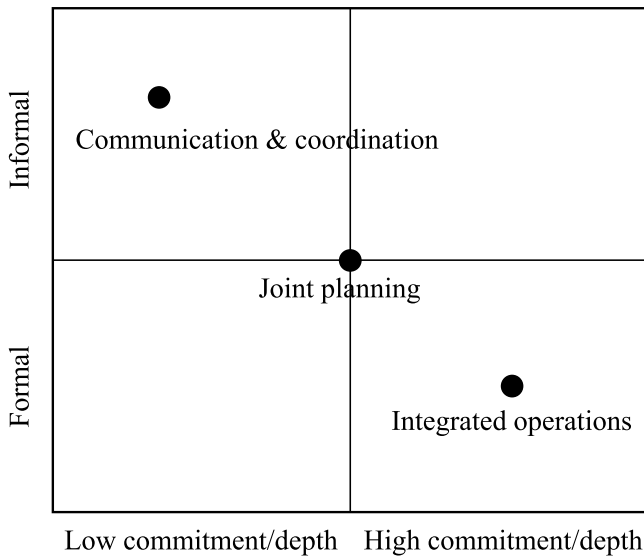 Informal
Communication & coordination
Joint planning
Formal
Integrated operations
Low commitment/depth
High commitment/depth